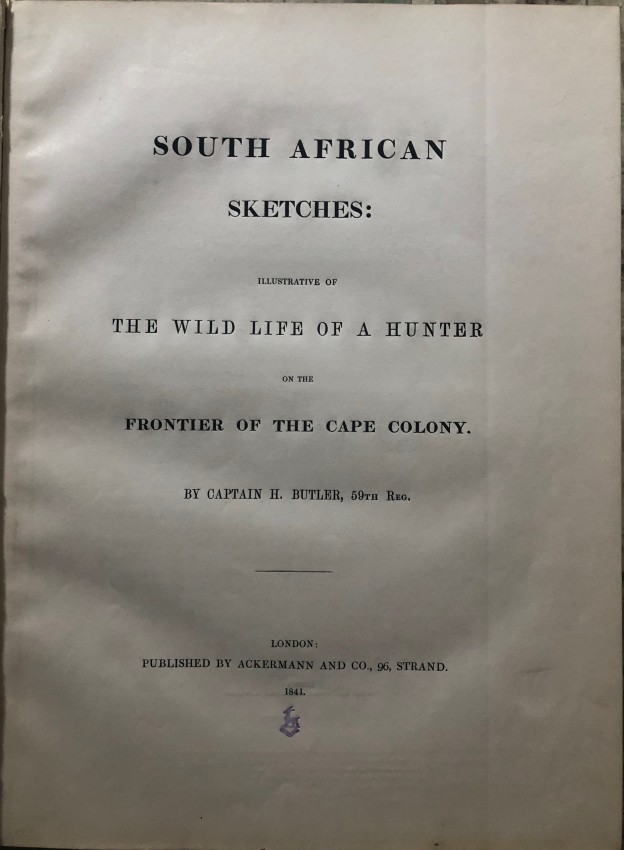 SOUTH AFRICAN
SKETCHES:
ILLUSTRATIVE OF
THE WILD LIFE OF A HUNTER
ON THE
FRONTIER OF THE CAPE COLONY.
BY CAPTAIN H. BUTLER, 59TH REG.
LONDON:
PUBLISHED BY ACKERMANN AND CO., 96, STRAND.
1841.